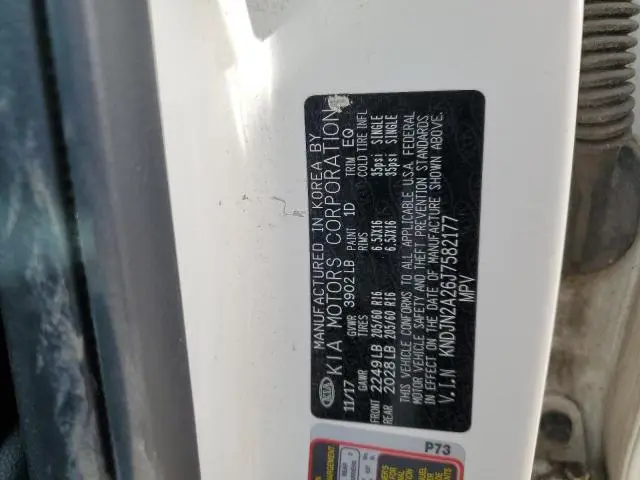 KIA
MANUFACTURED IN KOREA BY
KIA MOTORS CORPORATION
11/17 GVWR 3902 LB PAINT 1D TRIM EQ
GAWR TIRES RIMS COLD TIRE INFL
FRONT 2249LB 205/60 R16 6.5JX16 35psi SINGLE
REAR 2028LB 205/60 R16 6.5JX16 35psi SINGLE
THIS VEHICLE CONFORMS TO ALL APPLICABLE U.S.A. FEDERAL
MOTOR VEHICLE SAFETY AND THEFT PREVENTION STANDARDS
IN EFFECT ON THE DATE OF MANUFACTURE SHOWN ABOVE.
V.I.N KNDJN2A26J7582177
MPV
P73